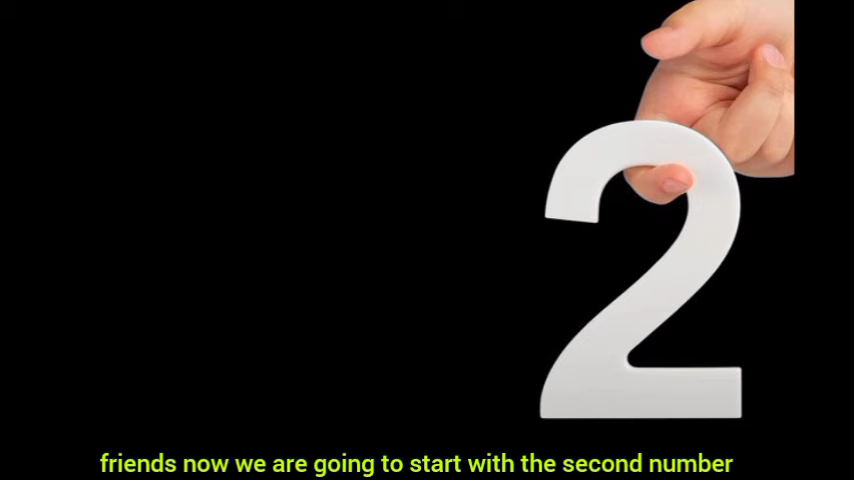 2
friends now we are going to start with the second number